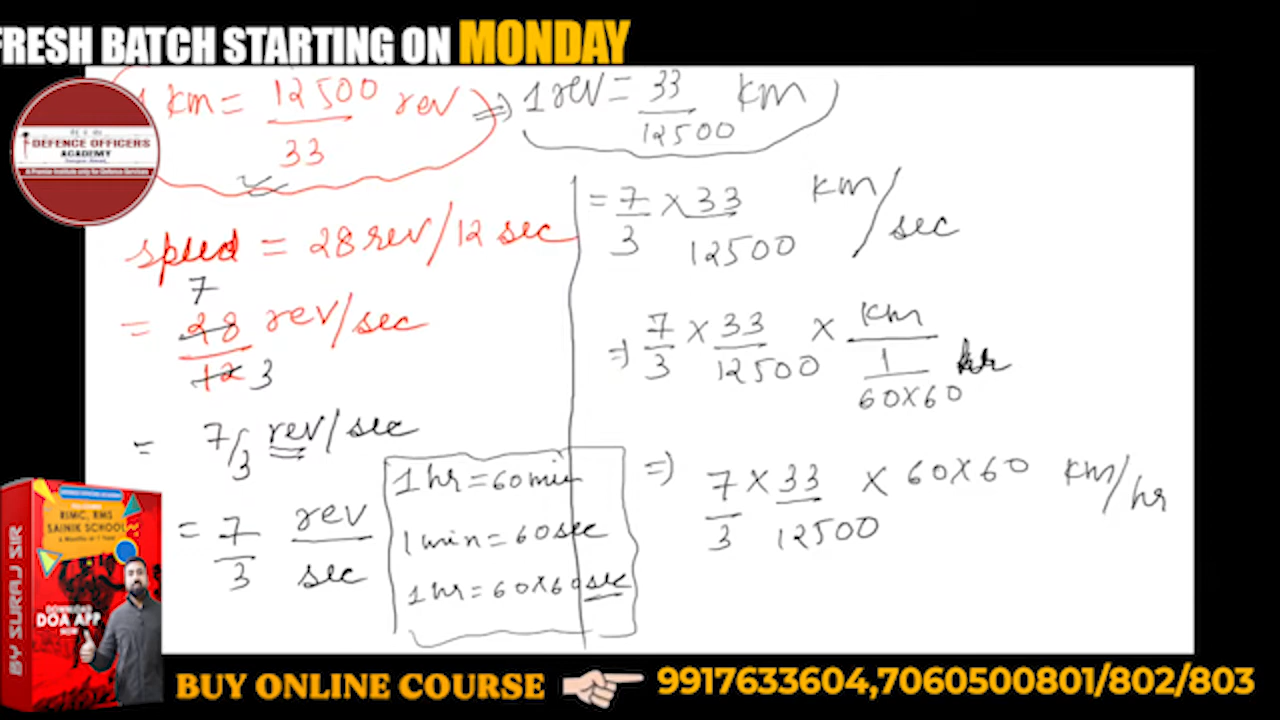 FRESH BATCH STARTING ON MONDAY
1 km = 12500/33 rev ⇒ 1 rev = 33/12500 km
DEFENCE OFFICERS
ACADEMY
speed = 28 rev/12 sec
= 28/12 rev/sec
7
3
= 7/3 rev/sec
= 7/3 rev/sec
1 hr = 60 min
1 min = 60 sec
1 hr = 60×60 sec
= 7/3 × 33/12500 km/sec
⇒ 7/3 × 33/12500 × km / 1/60×60 hr
⇒ 7/3 × 33/12500 × 60×60 km/hr
RIMC, RMS
SAINIK SCHOOL
DOWNLOAD
DOA APP
NOW
BY SURAJ SIR
BUY ONLINE COURSE 9917633604,7060500801/802/803